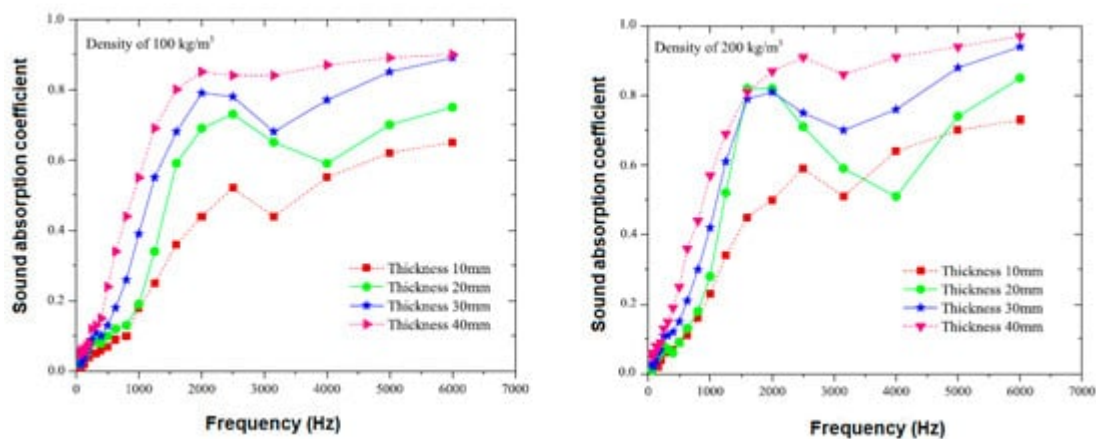 Density of 100 kg/m³
Sound absorption coefficient
1.0
0.8
0.6
0.4
0.2
0.0
Thickness 10mm
Thickness 20mm
Thickness 30mm
Thickness 40mm
0 1000 2000 3000 4000 5000 6000 7000
Frequency (Hz)
Density of 200 kg/m³
Sound absorption coefficient
1.0
0.8
0.6
0.4
0.2
0.0
Thickness 10mm
Thickness 20mm
Thickness 30mm
Thickness 40mm
0 1000 2000 3000 4000 5000 6000 7000
Frequency (Hz)